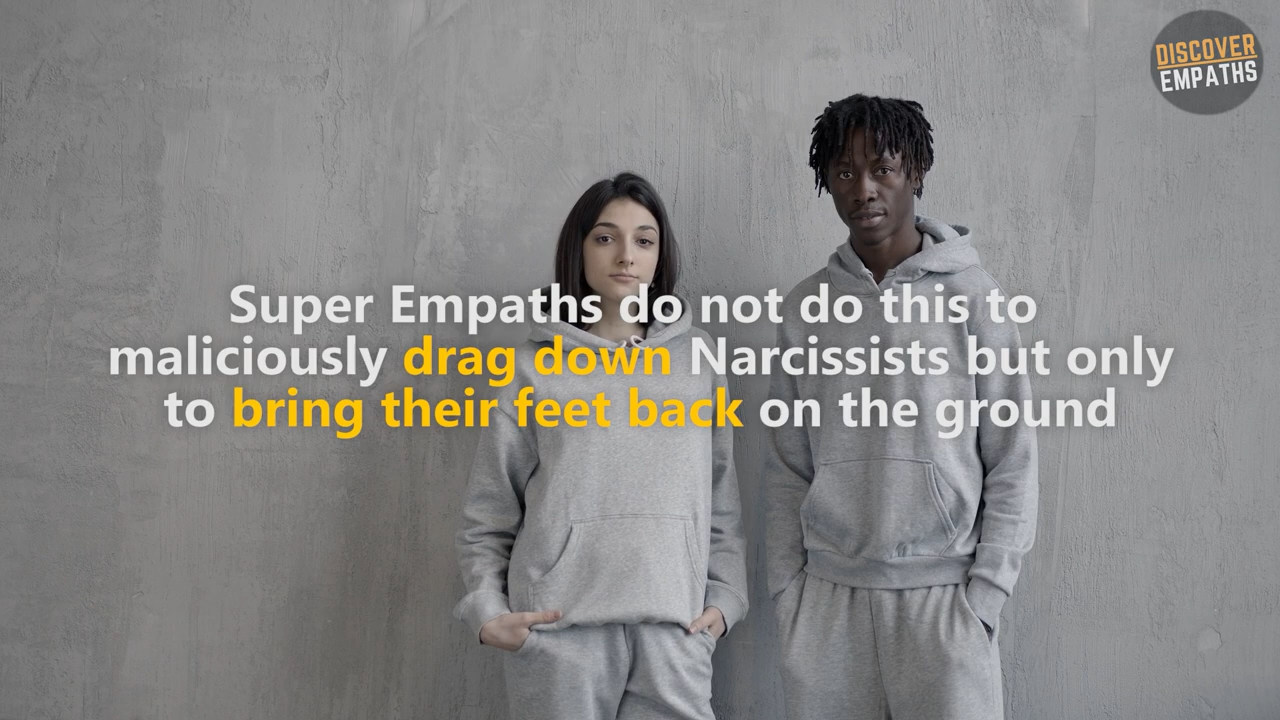 DISCOVER
EMPATHS
Super Empaths do not do this to
maliciously drag down Narcissists but only
to bring their feet back on the ground